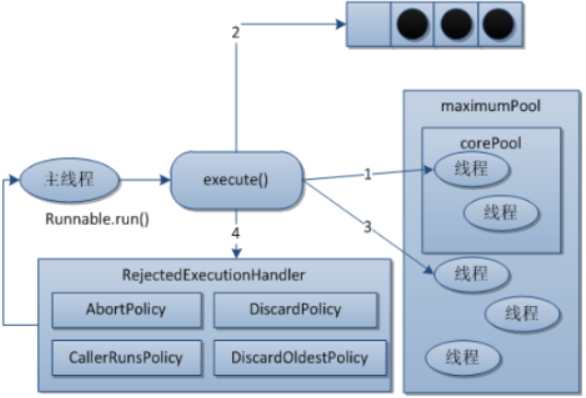 2
maximumPool
corePool
线程
线程
主线程
execute()
1
Runnable.run()
3
4
线程
RejectedExecutionHandler
AbortPolicy
DiscardPolicy
线程
CallerRunsPolicy
DiscardOldestPolicy
线程